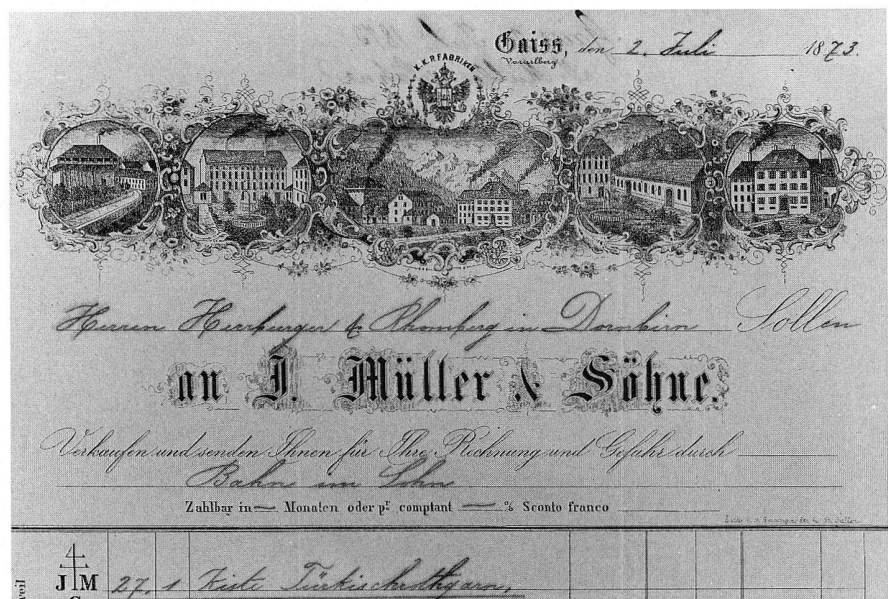 Gaiss, den 2. Juli 1873.
Vorarlberg
K. K. P. FABRIKEN
Herren Herrburger & Rhomberg in Dornbirn Sollen
an J. Müller & Söhne.
Verkaufen und senden Ihnen für Ihre Rechnung und Gefahr durch
Bahn im Lohn
Zahlbar in — Monaten oder pr comptant — % Sconto franco
J M 27. 1 Kiste Türkischrothgarn,